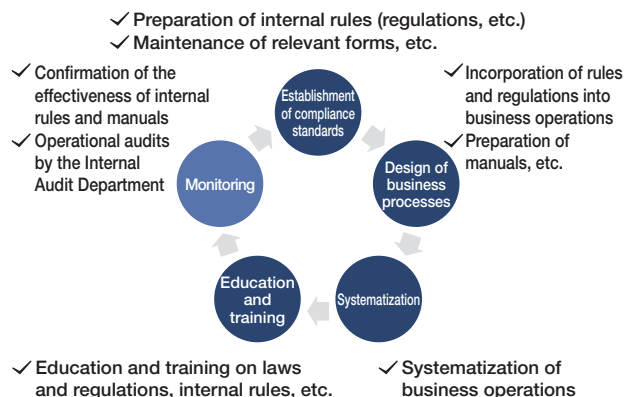 ✓ Preparation of internal rules (regulations, etc.)
✓ Maintenance of relevant forms, etc.
✓ Confirmation of the
effectiveness of internal
rules and manuals
✓ Operational audits
by the Internal
Audit Department
Establishment
of compliance
standards
✓ Incorporation of rules
and regulations into
business operations
✓ Preparation of
manuals, etc.
Monitoring
Design of
business
processes
Education
and
training
Systematization
✓ Education and training on laws
and regulations, internal rules, etc.
✓ Systematization of
business operations